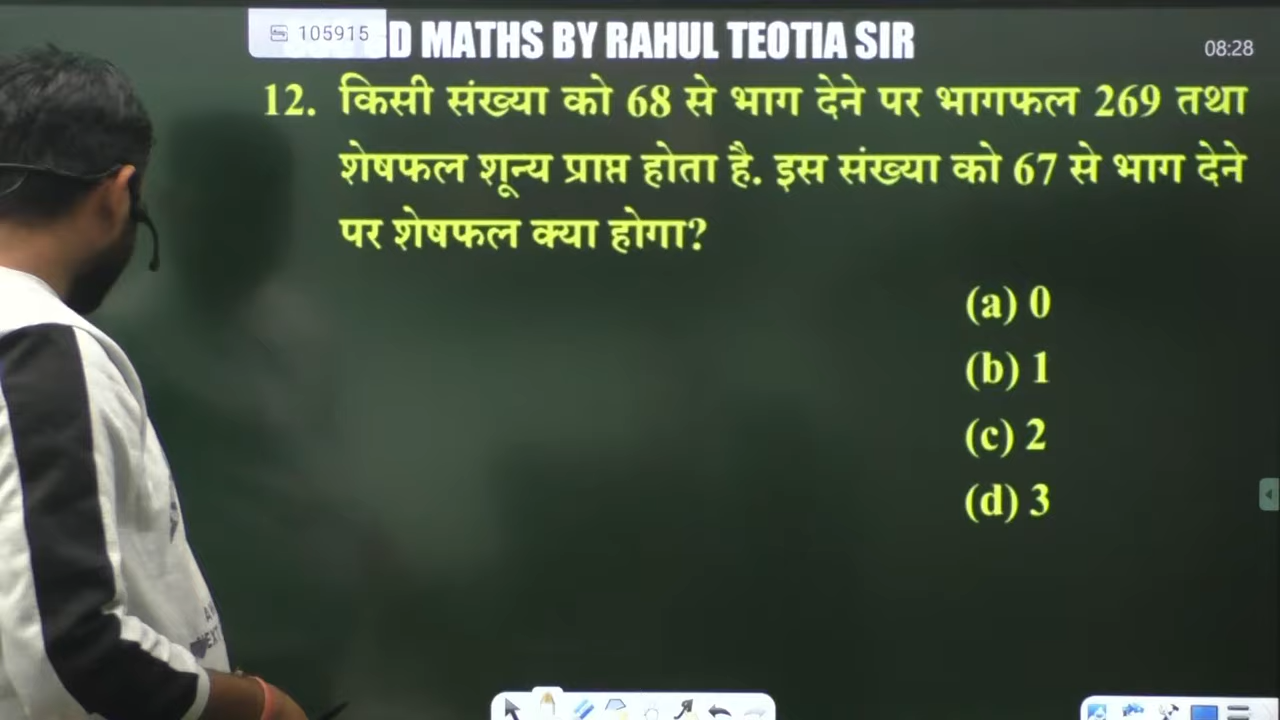 105915
D MATHS BY RAHUL TEOTIA SIR
08:28
12. किसी संख्या को 68 से भाग देने पर भागफल 269 तथा
शेषफल शून्य प्राप्त होता है. इस संख्या को 67 से भाग देने
पर शेषफल क्या होगा?
(a) 0
(b) 1
(c) 2
(d) 3